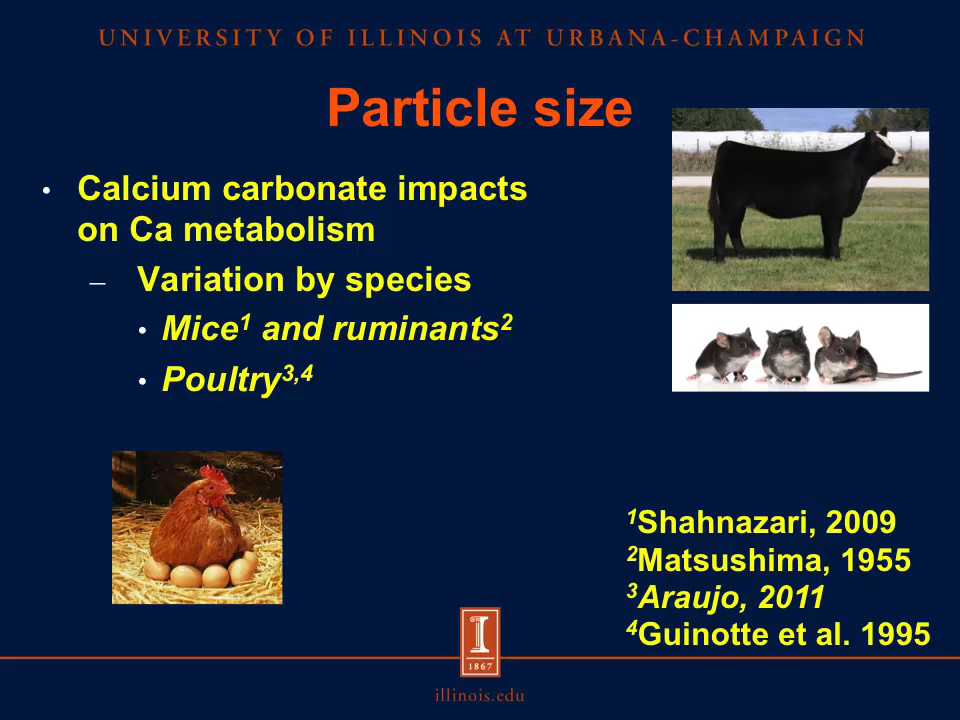 UNIVERSITY OF ILLINOIS AT URBANA-CHAMPAIGN
Particle size
• Calcium carbonate impacts
on Ca metabolism
– Variation by species
• Mice¹ and ruminants²
• Poultry³,⁴
¹Shahnazari, 2009
²Matsushima, 1955
³Araujo, 2011
⁴Guinotte et al. 1995
I
1867
illinois.edu